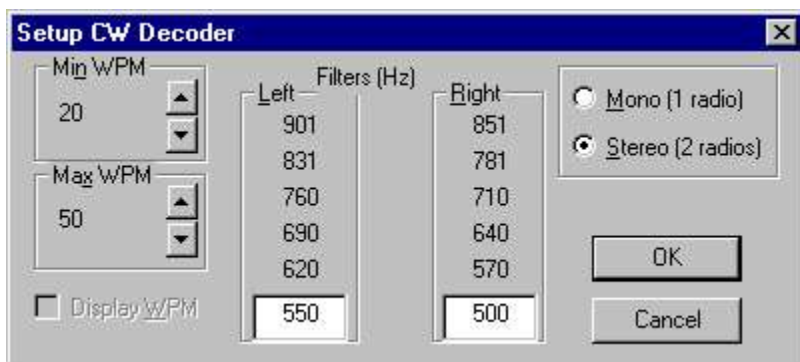 Setup CW Decoder
Min WPM
20
Max WPM
50
Display WPM
Filters (Hz)
Left
901
831
760
690
620
550
Right
851
781
710
640
570
500
Mono (1 radio)
Stereo (2 radios)
OK
Cancel